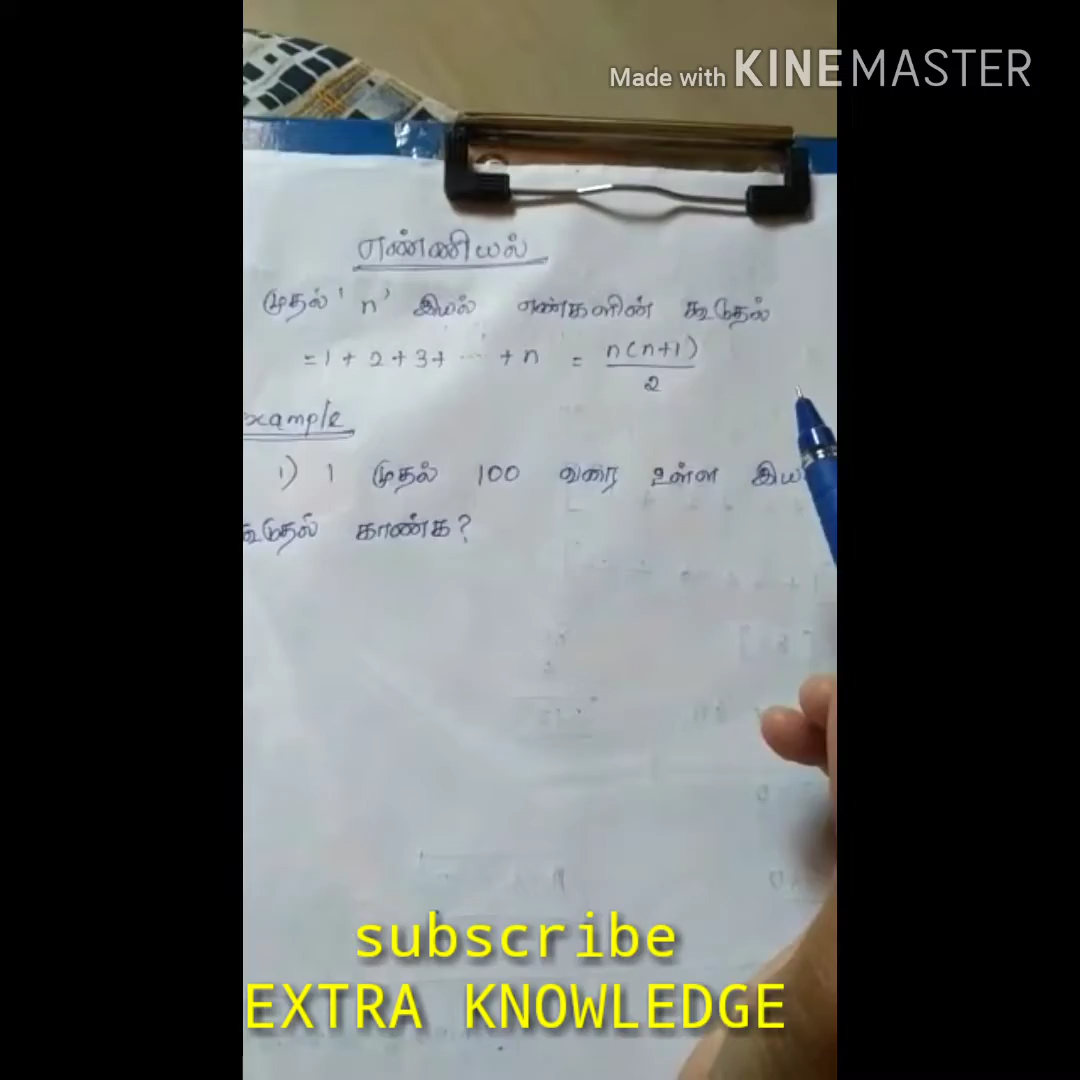 Made with KINEMASTER
எண்ணியல்
முதல் 'n' இயல் எண்களின் கூடுதல்
= 1 + 2 + 3 + ... + n = n(n+1)/2
xample
1) 1 முதல் 100 வரை உள்ள இய
கூடுதல் காண்க?
subscribe
EXTRA KNOWLEDGE